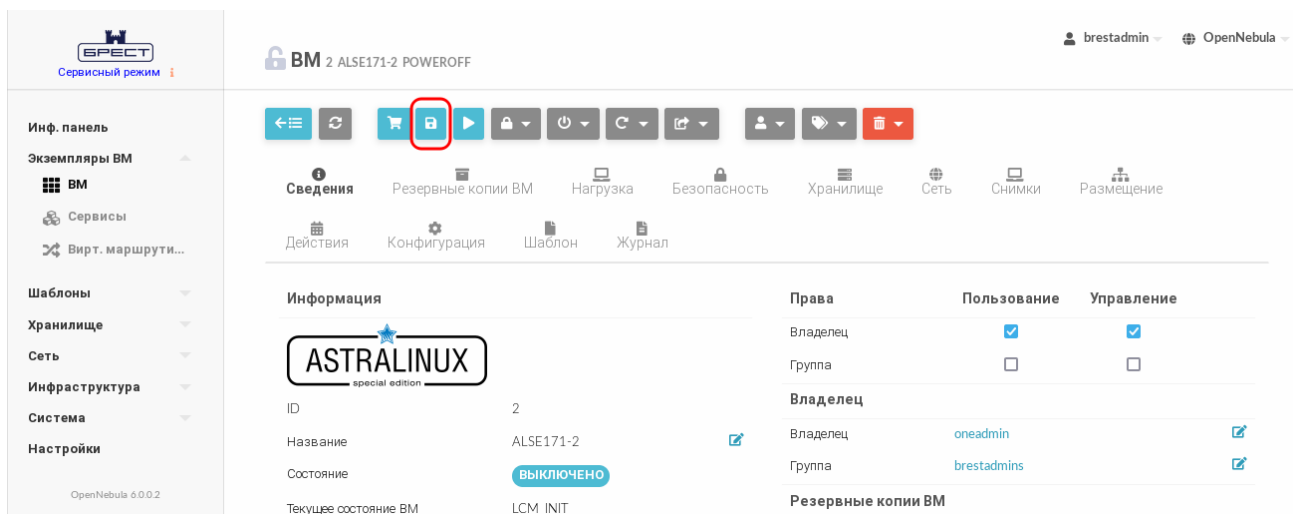 БРЕСТ
Сервисный режим i
Инф. панель
Экземпляры ВМ
ВМ
Сервисы
Вирт. маршрути...
Шаблоны
Хранилище
Сеть
Инфраструктура
Система
Настройки
OpenNebula 6.0.0.2
ВМ 2 ALSE171-2 POWEROFF
brestadmin
OpenNebula
Сведения
Резервные копии ВМ
Нагрузка
Безопасность
Хранилище
Сеть
Снимки
Размещение
Действия
Конфигурация
Шаблон
Журнал
Информация
ASTRALINUX
special edition
ID 2
Название ALSE171-2
Состояние ВЫКЛЮЧЕНО
Текущее состояние ВМ LCM_INIT
Права Пользование Управление
Владелец
Группа
Владелец
Владелец oneadmin
Группа brestadmins
Резервные копии ВМ